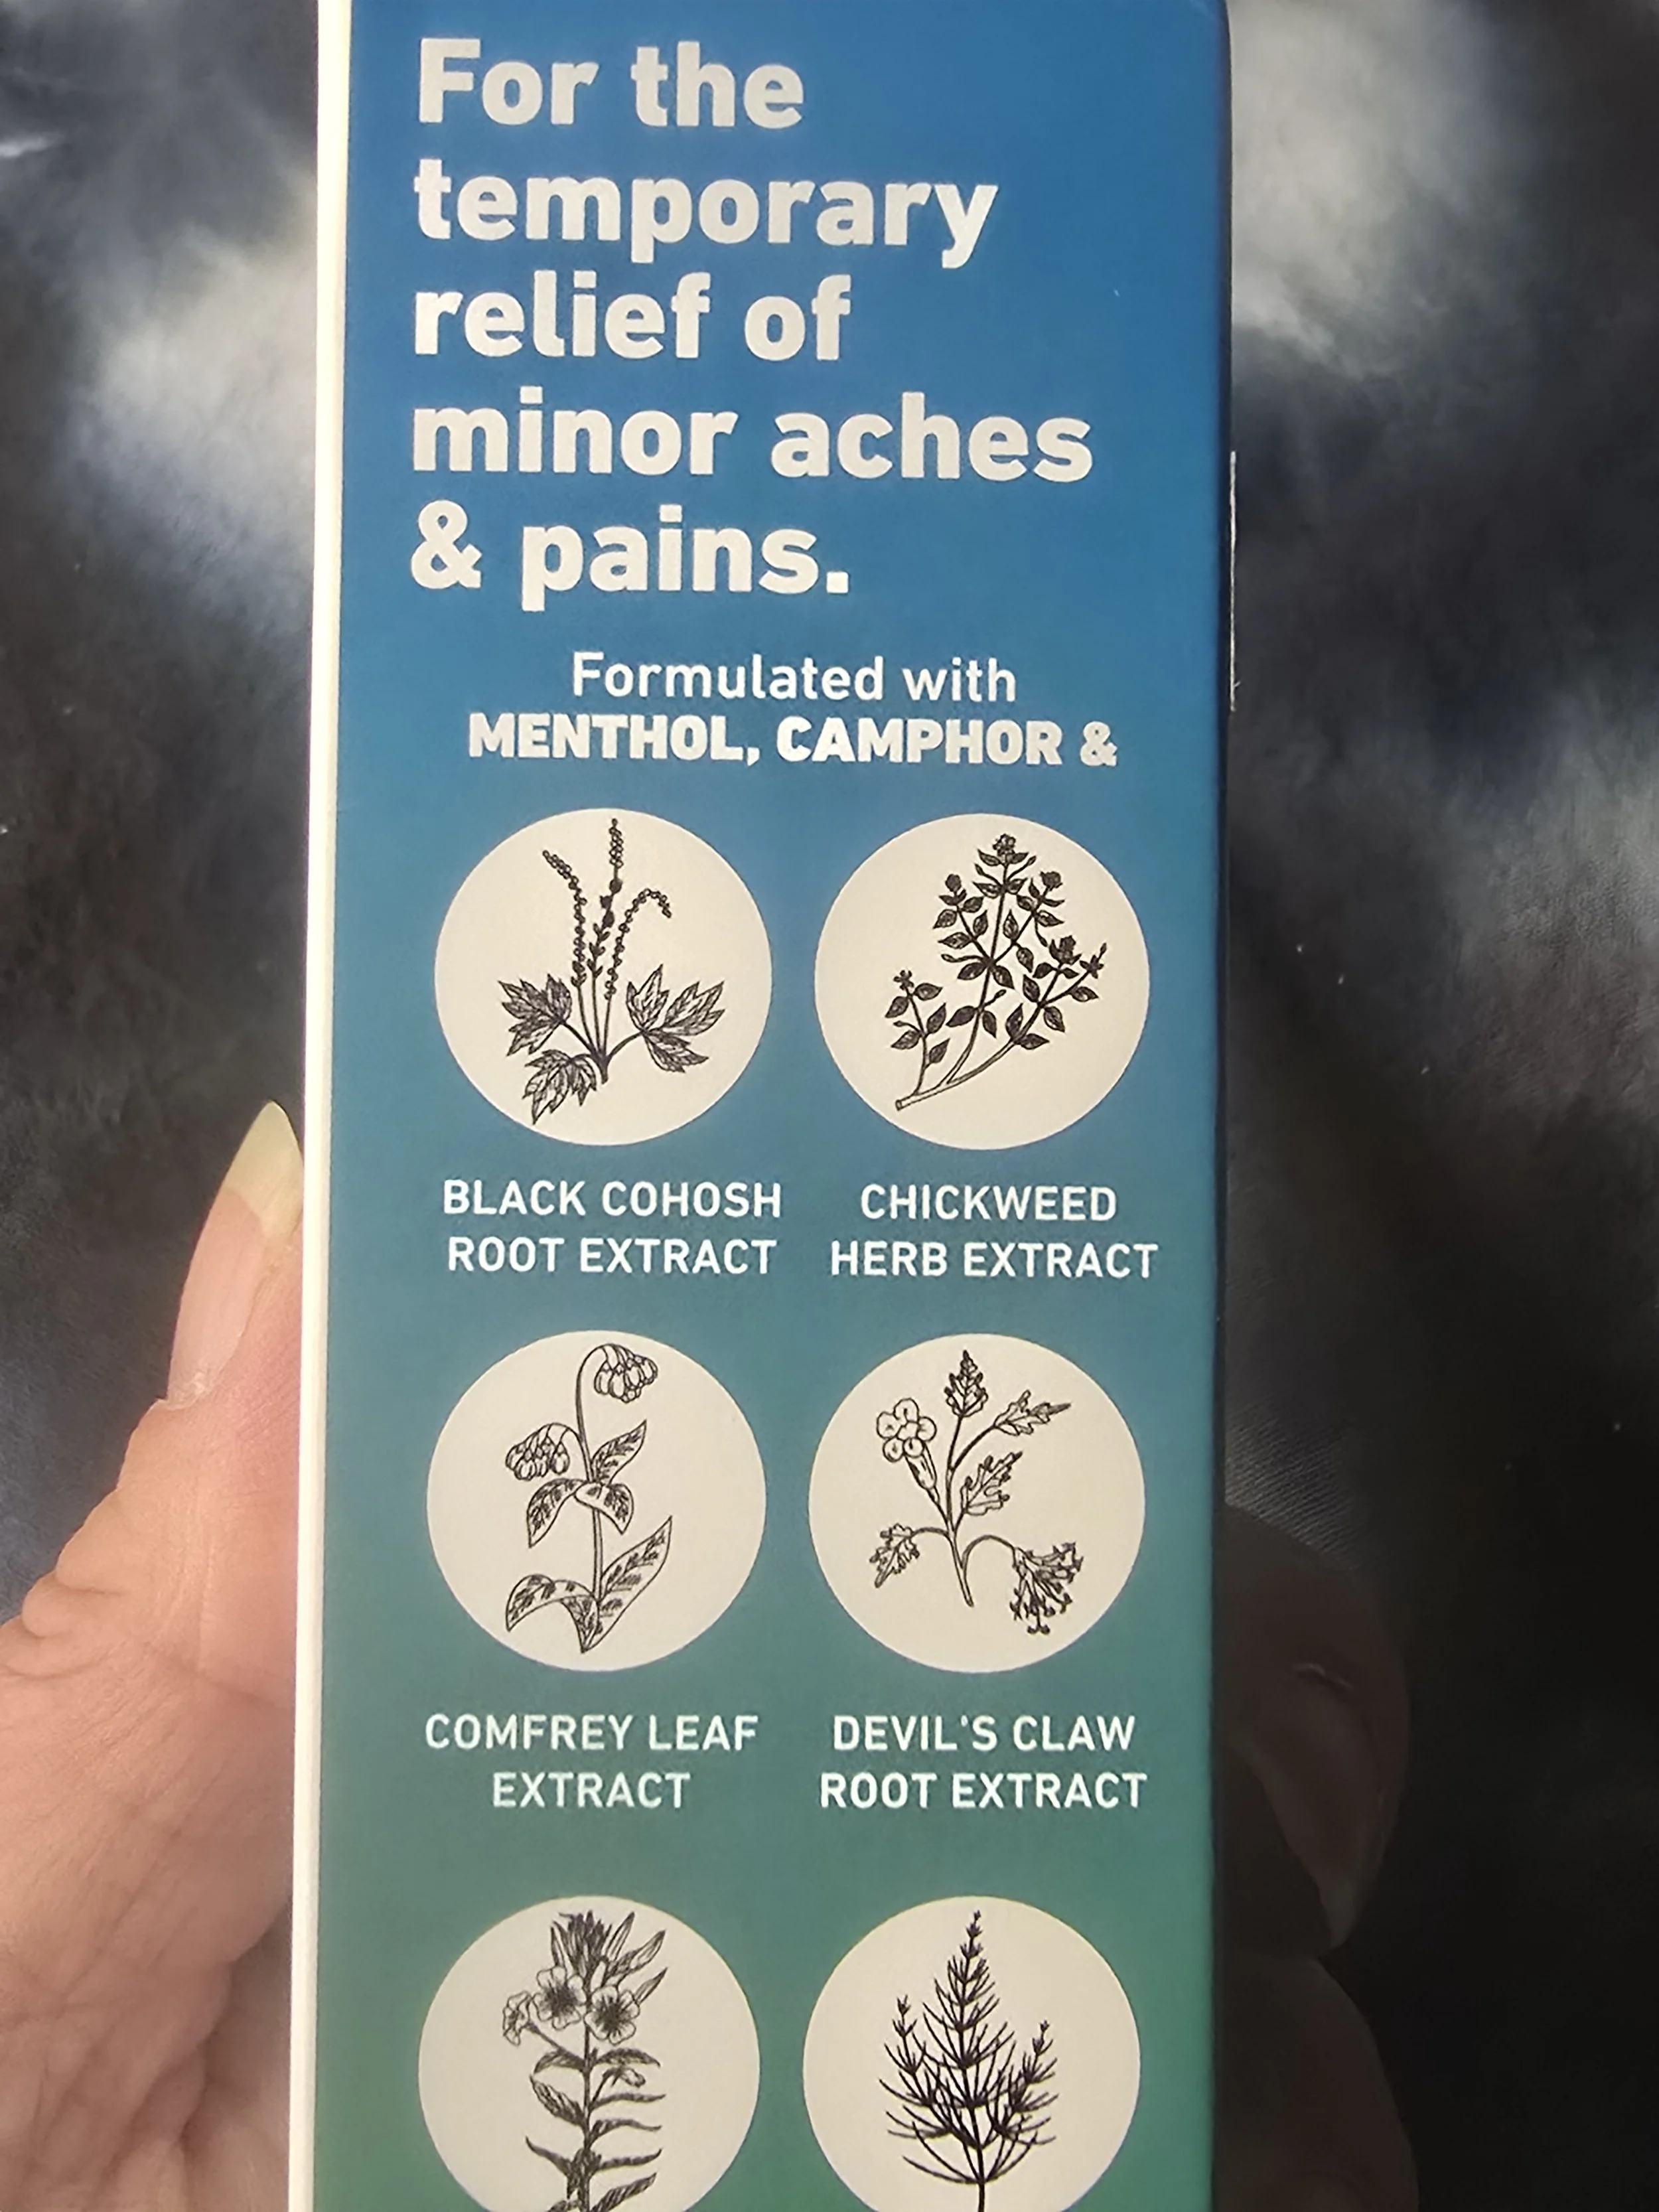 For the
temporary
relief of
minor aches
& pains.
Formulated with
MENTHOL, CAMPHOR &
BLACK COHOSH
ROOT EXTRACT
CHICKWEED
HERB EXTRACT
COMFREY LEAF
EXTRACT
DEVIL'S CLAW
ROOT EXTRACT